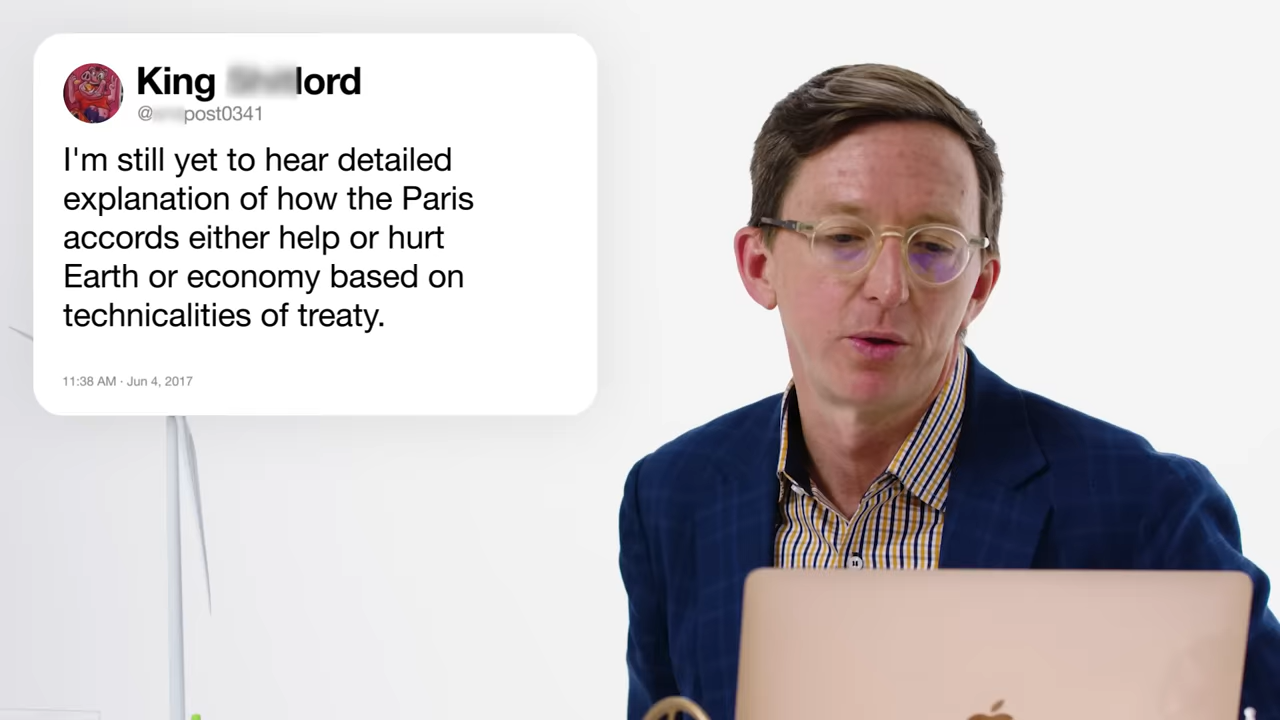 King lord
@ post0341
I'm still yet to hear detailed
explanation of how the Paris
accords either help or hurt
Earth or economy based on
technicalities of treaty.
11:38 AM · Jun 4, 2017